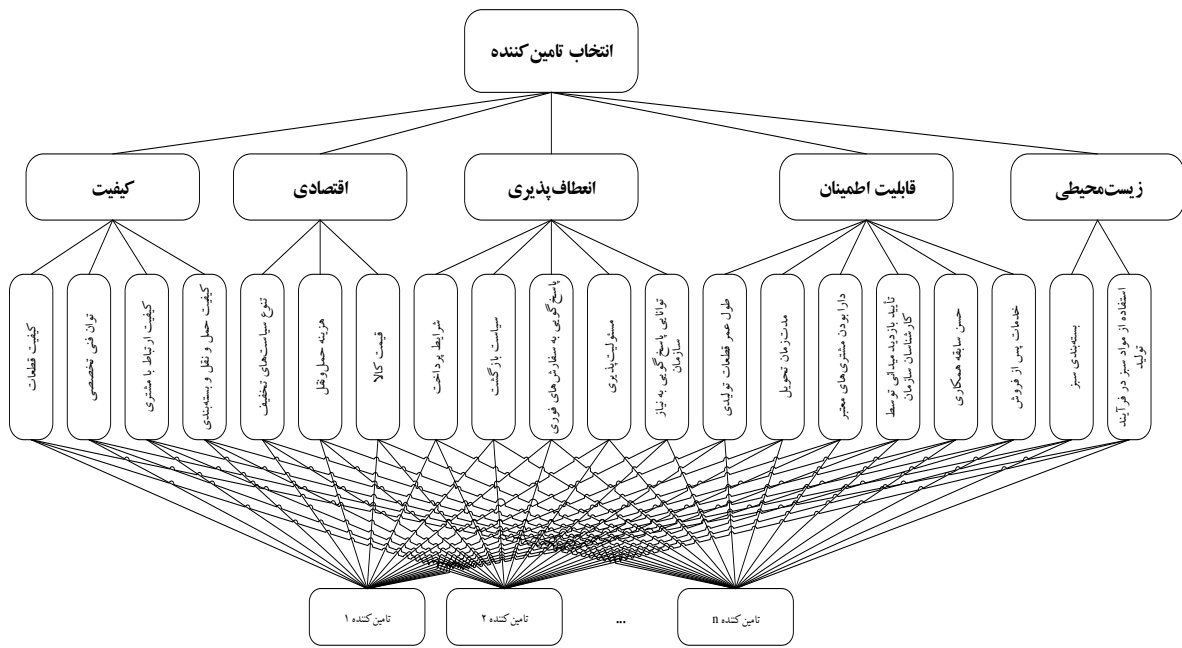 انتخاب تامین‌کننده
زیست‌محیطی
قابلیت اطمینان
انعطاف‌پذیری
اقتصادی
کیفیت
استفاده از مواد سبز در فرآیند
تولید
بسته‌بندی سبز
خدمات پس از فروش
حسن سابقه همکاری
تأیید بازدید میدانی توسط
کارشناسان سازمان
دارا بودن مشتری‌های معتبر
مدت‌زمان تحویل
طول عمر قطعات تولیدی
توانایی پاسخ‌گویی به نیاز
سازمان
مسئولیت‌پذیری
پاسخ‌گویی به سفارش‌های فوری
سیاست بازگشت
شرایط پرداخت
قیمت کالا
هزینه حمل‌ونقل
تنوع سیاست‌های تخفیف
کیفیت حمل و نقل و بسته‌بندی
کیفیت ارتباط با مشتری
توان فنی تخصصی
کیفیت قطعات
تامین‌کننده ۱
تامین‌کننده ۲
...
تامین‌کننده n